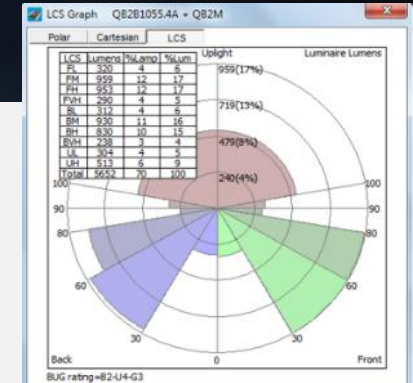 LCS Graph QB2B1055.4A + QB2M
Polar Cartesian LCS
LCS Lumens %Lamp %Lum
FL 320 4 6
FM 959 12 17
FH 953 12 17
FVH 290 4 5
BL 312 4 6
BM 930 11 16
BH 830 10 15
BVH 238 3 4
UL 304 4 5
UH 513 6 9
Total 5652 70 100
Uplight Luminaire Lumens
959(17%)
719(13%)
479(8%)
240(4%)
100 100
90 90
80 80
60 60
30 30
Back 0 Front
BUG rating=B2-U4-G3